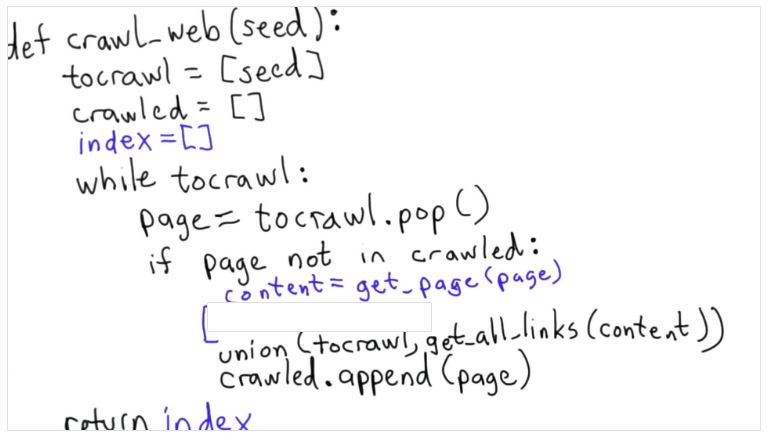 def crawl_web(seed):
tocrawl = [seed]
crawled = []
index = []
while tocrawl:
page = tocrawl.pop()
if page not in crawled:
content = get_page(page)
[
union(tocrawl, get_all_links(content))
crawled.append(page)
return index